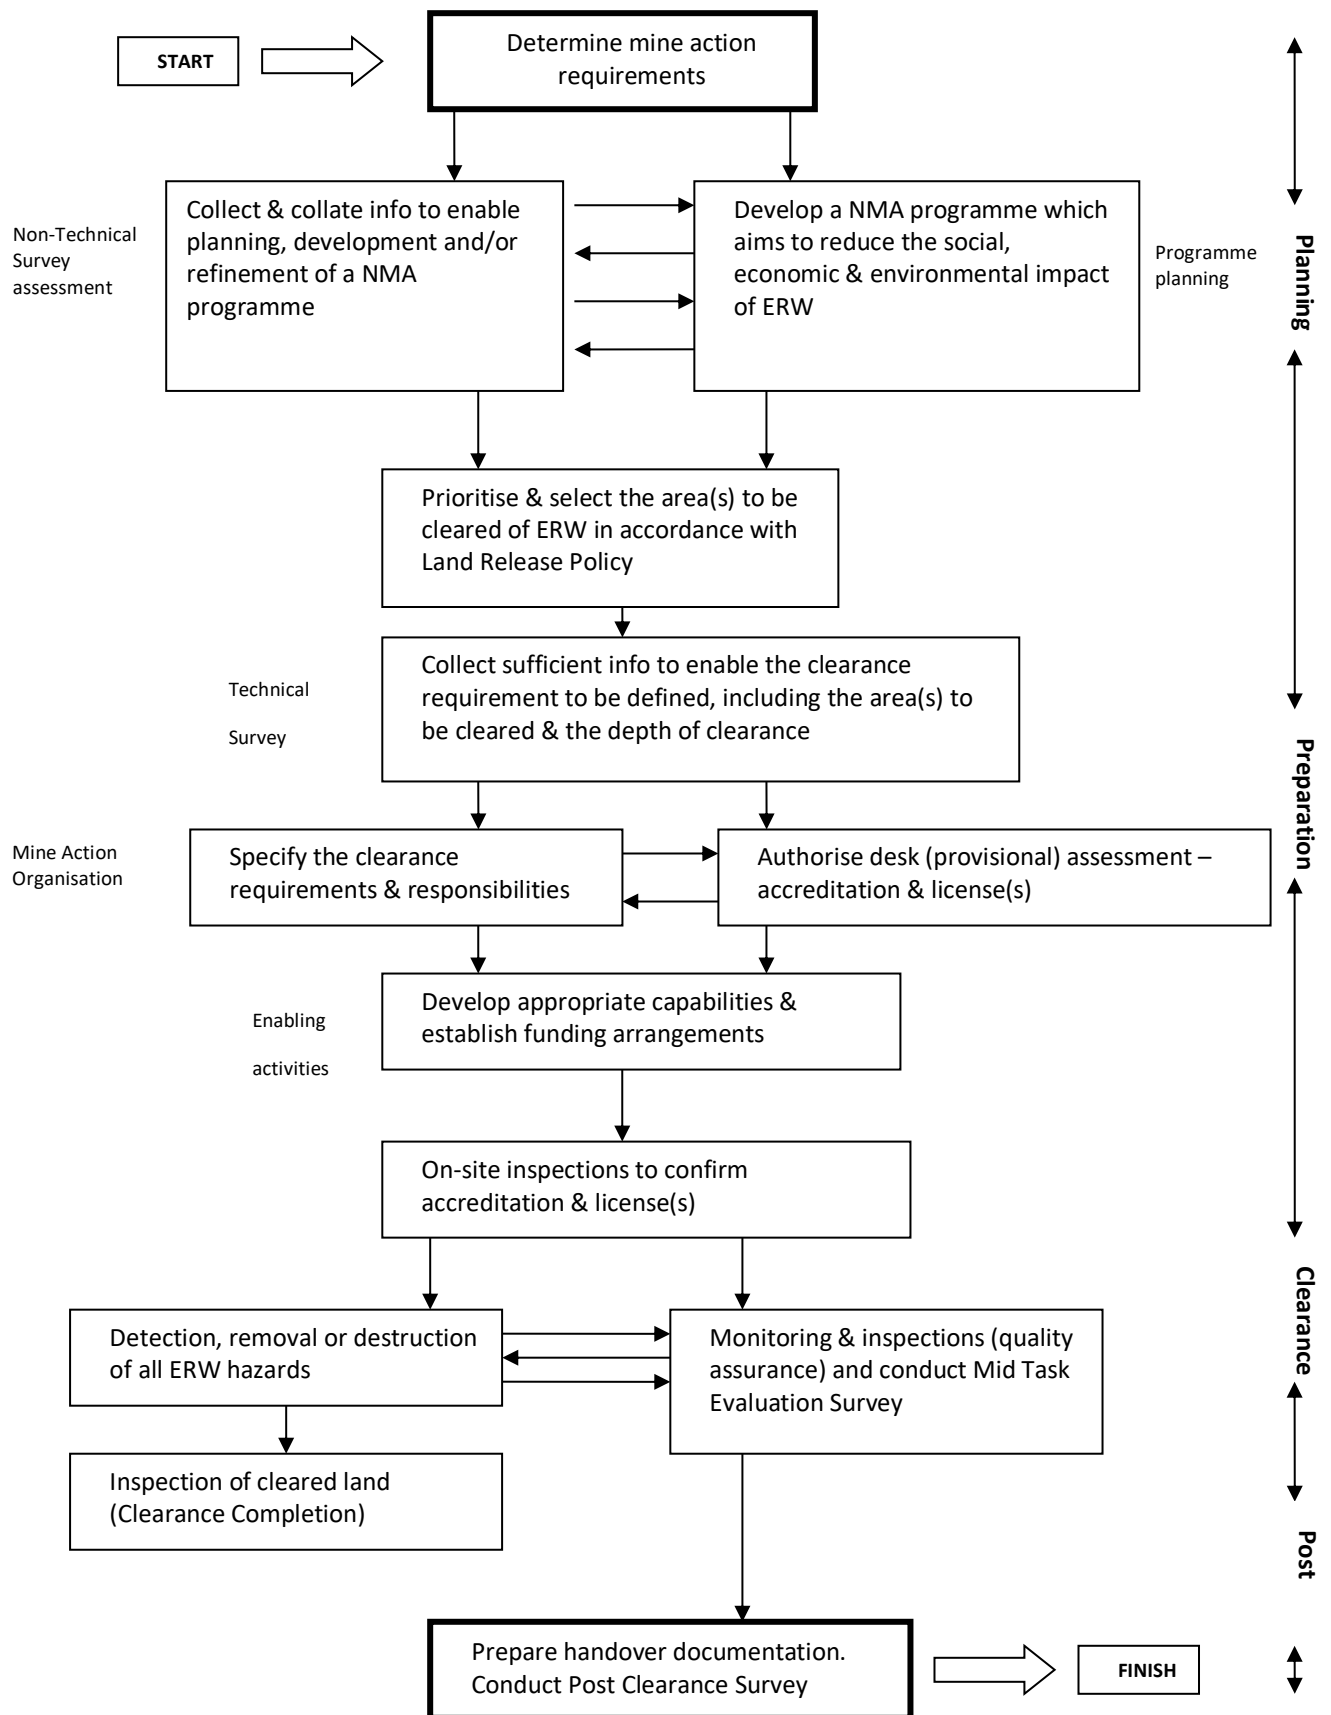 START
Determine mine action
requirements
Non-Technical
Survey
assessment
Collect & collate info to enable
planning, development and/or
refinement of a NMA
programme
Develop a NMA programme which
aims to reduce the social,
economic & environmental impact
of ERW
Programme
planning
Planning
Prioritise & select the area(s) to be
cleared of ERW in accordance with
Land Release Policy
Technical
Survey
Collect sufficient info to enable the clearance
requirement to be defined, including the area(s) to
be cleared & the depth of clearance
Preparation
Mine Action
Organisation
Specify the clearance
requirements & responsibilities
Authorise desk (provisional) assessment –
accreditation & license(s)
Enabling
activities
Develop appropriate capabilities &
establish funding arrangements
On-site inspections to confirm
accreditation & license(s)
Clearance
Detection, removal or destruction
of all ERW hazards
Monitoring & inspections (quality
assurance) and conduct Mid Task
Evaluation Survey
Inspection of cleared land
(Clearance Completion)
Post
Prepare handover documentation.
Conduct Post Clearance Survey
FINISH